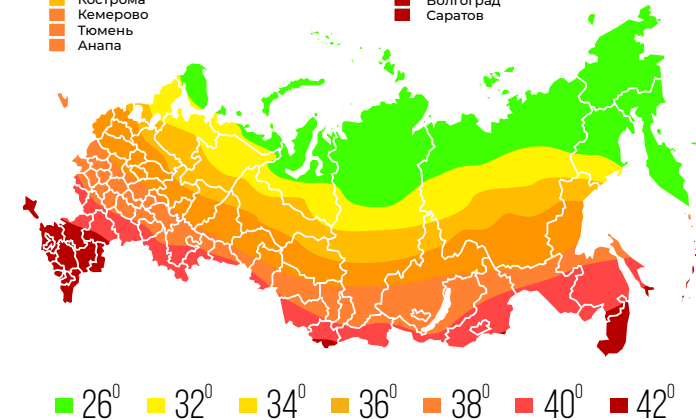 Кострома
Кемерово
Тюмень
Анапа
Волгоград
Саратов
26⁰ 32⁰ 34⁰ 36⁰ 38⁰ 40⁰ 42⁰